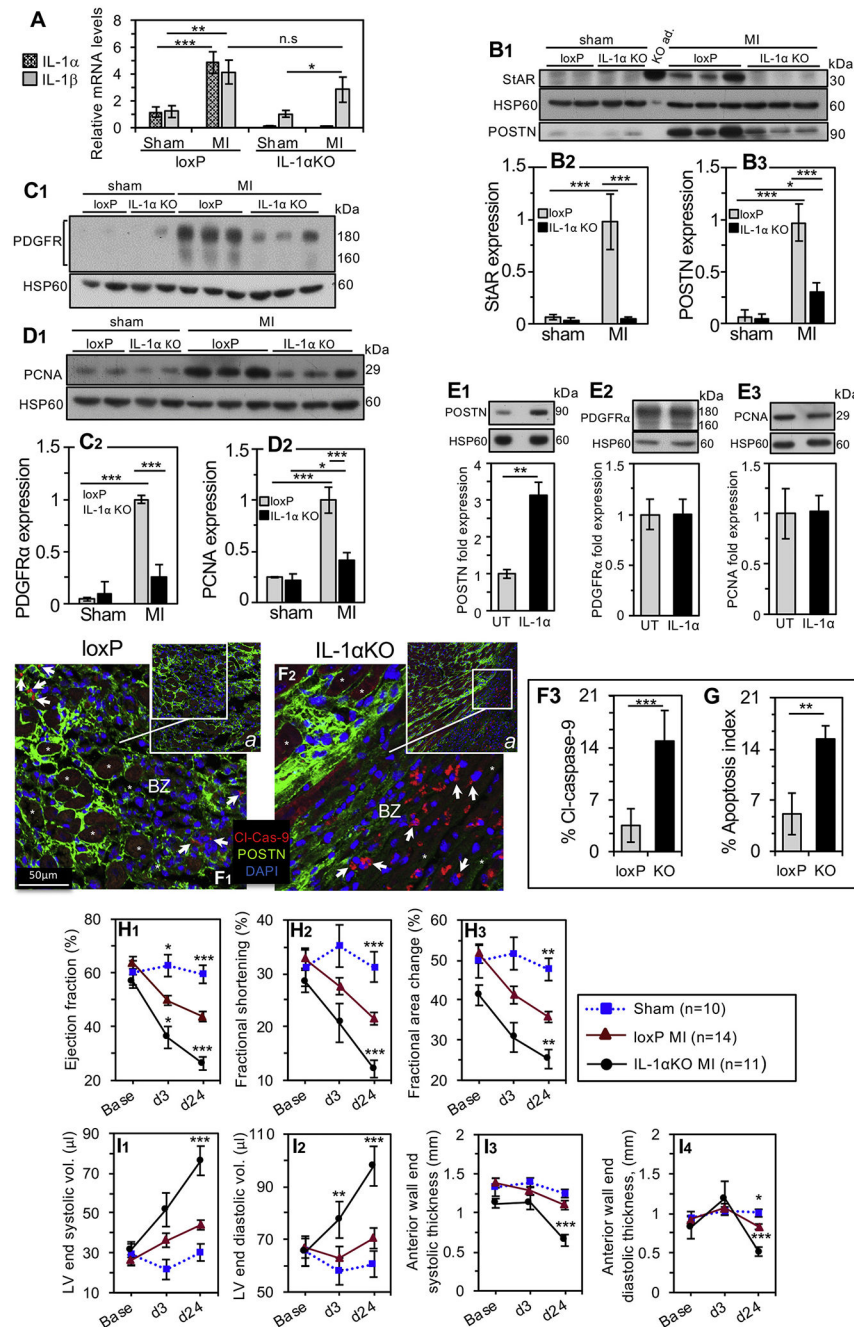 A
IL-1α
IL-1β
Relative mRNA levels
8
6
4
2
0
**
***
n.s
*
Sham MI Sham MI
loxP IL-1αKO
B1
sham KO ad. MI
loxP IL-1α KO loxP IL-1α KO kDa
StAR 30
HSP60 60
POSTN 90
B2
StAR expression
1.5
1
0.5
0
*** ***
loxP
IL-1α KO
sham MI
B3
POSTN expression
1.5
1
0.5
0
***
*
***
loxP
IL-1α KO
sham MI
C1
sham MI
loxP IL-1α KO loxP IL-1α KO kDa
PDGFR 180
160
HSP60 60
D1
sham MI
loxP IL-1α KO loxP IL-1α KO kDa
PCNA 29
HSP60 60
C2
PDGFRα expression
1.5
1
0.5
0
*** ***
loxP
IL-1α KO
Sham MI
D2
PCNA expression
1.5
1
0.5
0
***
*
***
loxP
IL-1α KO
sham MI
E1
kDa
POSTN 90
HSP60 60
POSTN fold expression
4
3
2
1
0
**
UT IL-1α
E2
kDa
PDGFRα 180
160
HSP60 60
PDGFRα fold expression
1.5
1
0.5
0
UT IL-1α
E3
kDa
PCNA 29
HSP60 60
PCNA fold expression
1.5
1
0.5
0
UT IL-1α
loxP
a
BZ
50µm
F1
Cl-Cas-9
POSTN
DAPI
IL-1αKO
F2
a
BZ
F3
% Cl-caspase-9
21
14
7
0
***
loxP KO
G
% Apoptosis index
21
14
7
0
**
loxP KO
H1
Ejection fraction (%)
80
60
40
20
* ***
* ***
Base d3 d24
H2
Fractional shortening (%)
40
30
20
10
***
***
Base d3 d24
H3
Fractional area change (%)
60
50
40
30
20
**
**
Base d3 d24
Sham (n=10)
loxP MI (n=14)
IL-1αKO MI (n=11)
I1
LV end systolic vol. (µl)
90
70
50
30
10
***
Base d3 d24
I2
LV end diastolic vol. (µl)
110
90
70
50
** ***
Base d3 d24
I3
Anterior wall end
systolic thickness (mm)
2
1.5
1
0.5
0
***
Base d3 d24
I4
Anterior wall end
diastolic thickness, (mm)
2
1.5
1
0.5
0
*
***
Base d3 d24